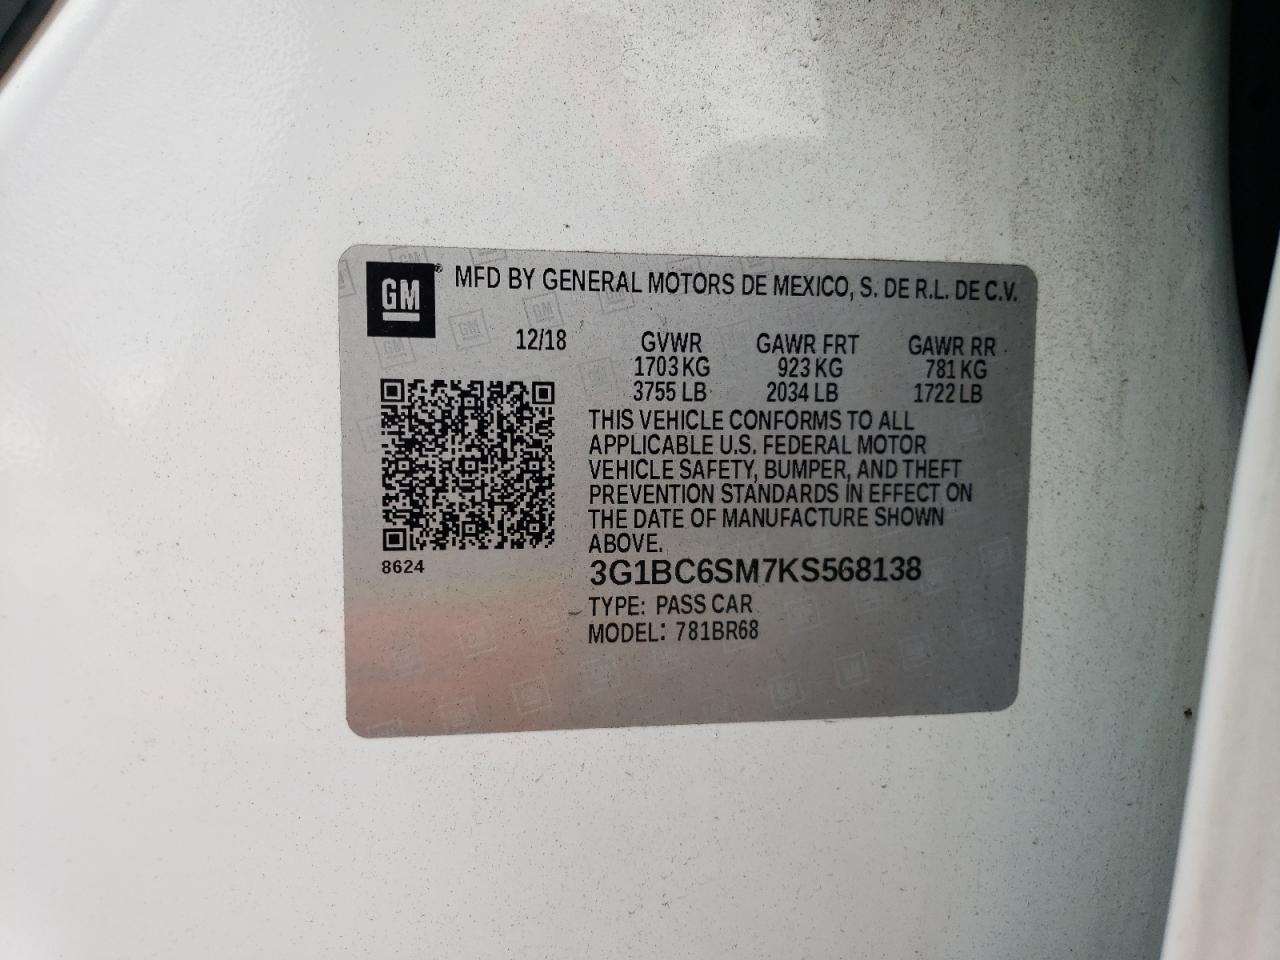 GM® MFD BY GENERAL MOTORS DE MEXICO, S. DE R.L. DE C.V.
12/18 GVWR GAWR FRT GAWR RR
1703 KG 923 KG 781 KG
3755 LB 2034 LB 1722 LB
THIS VEHICLE CONFORMS TO ALL
APPLICABLE U.S. FEDERAL MOTOR
VEHICLE SAFETY, BUMPER, AND THEFT
PREVENTION STANDARDS IN EFFECT ON
THE DATE OF MANUFACTURE SHOWN
ABOVE.
8624
3G1BC6SM7KS568138
TYPE: PASS CAR
MODEL: 781BR68